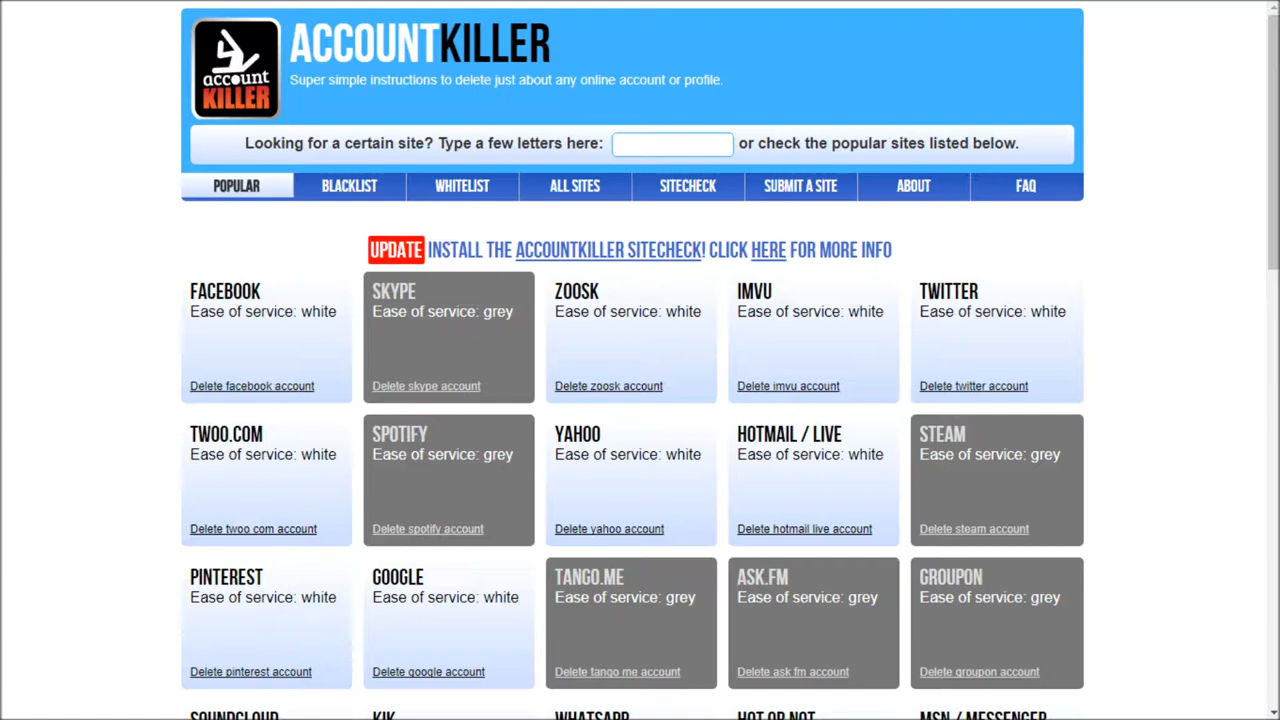 account
KILLER
ACCOUNTKILLER
Super simple instructions to delete just about any online account or profile.
Looking for a certain site? Type a few letters here: or check the popular sites listed below.
POPULAR BLACKLIST WHITELIST ALL SITES SITECHECK SUBMIT A SITE ABOUT FAQ
UPDATE INSTALL THE ACCOUNTKILLER SITECHECK! CLICK HERE FOR MORE INFO
FACEBOOK
Ease of service: white
Delete facebook account
SKYPE
Ease of service: grey
Delete skype account
ZOOSK
Ease of service: white
Delete zoosk account
IMVU
Ease of service: white
Delete imvu account
TWITTER
Ease of service: white
Delete twitter account
TWOO.COM
Ease of service: white
Delete twoo com account
SPOTIFY
Ease of service: grey
Delete spotify account
YAHOO
Ease of service: white
Delete yahoo account
HOTMAIL / LIVE
Ease of service: white
Delete hotmail live account
STEAM
Ease of service: grey
Delete steam account
PINTEREST
Ease of service: white
Delete pinterest account
GOOGLE
Ease of service: white
Delete google account
TANGO.ME
Ease of service: grey
Delete tango me account
ASK.FM
Ease of service: grey
Delete ask fm account
GROUPON
Ease of service: grey
Delete groupon account
SOUNDCLOUD
KIK
WHATSAPP
HOT OR NOT
MSN / MESSENGER